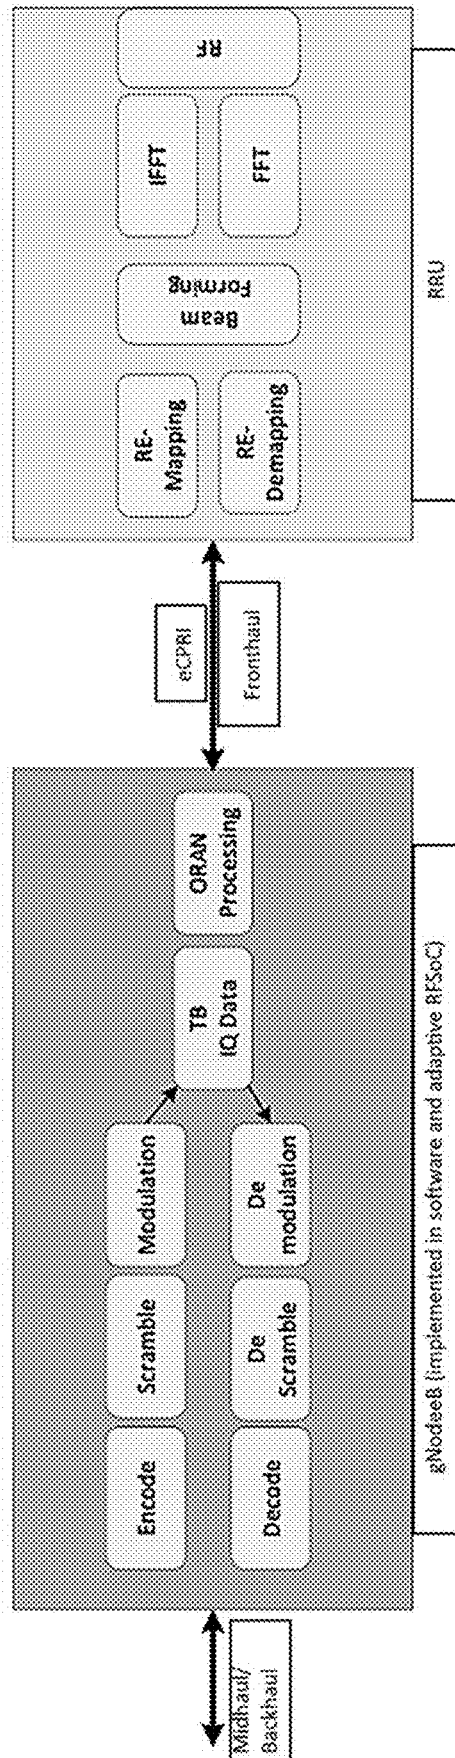 Midhaul/
Backhaul
Encode
Scramble
Modulation
Decode
De
Scramble
De
modulation
TB
IQ Data
ORAN
Processing
gNodeeB (implemented in software and adaptive RFSoC)
eCPRI
Fronthaul
RE-
Mapping
RE-
Demapping
Beam
Forming
IFFT
FFT
RF
RRU